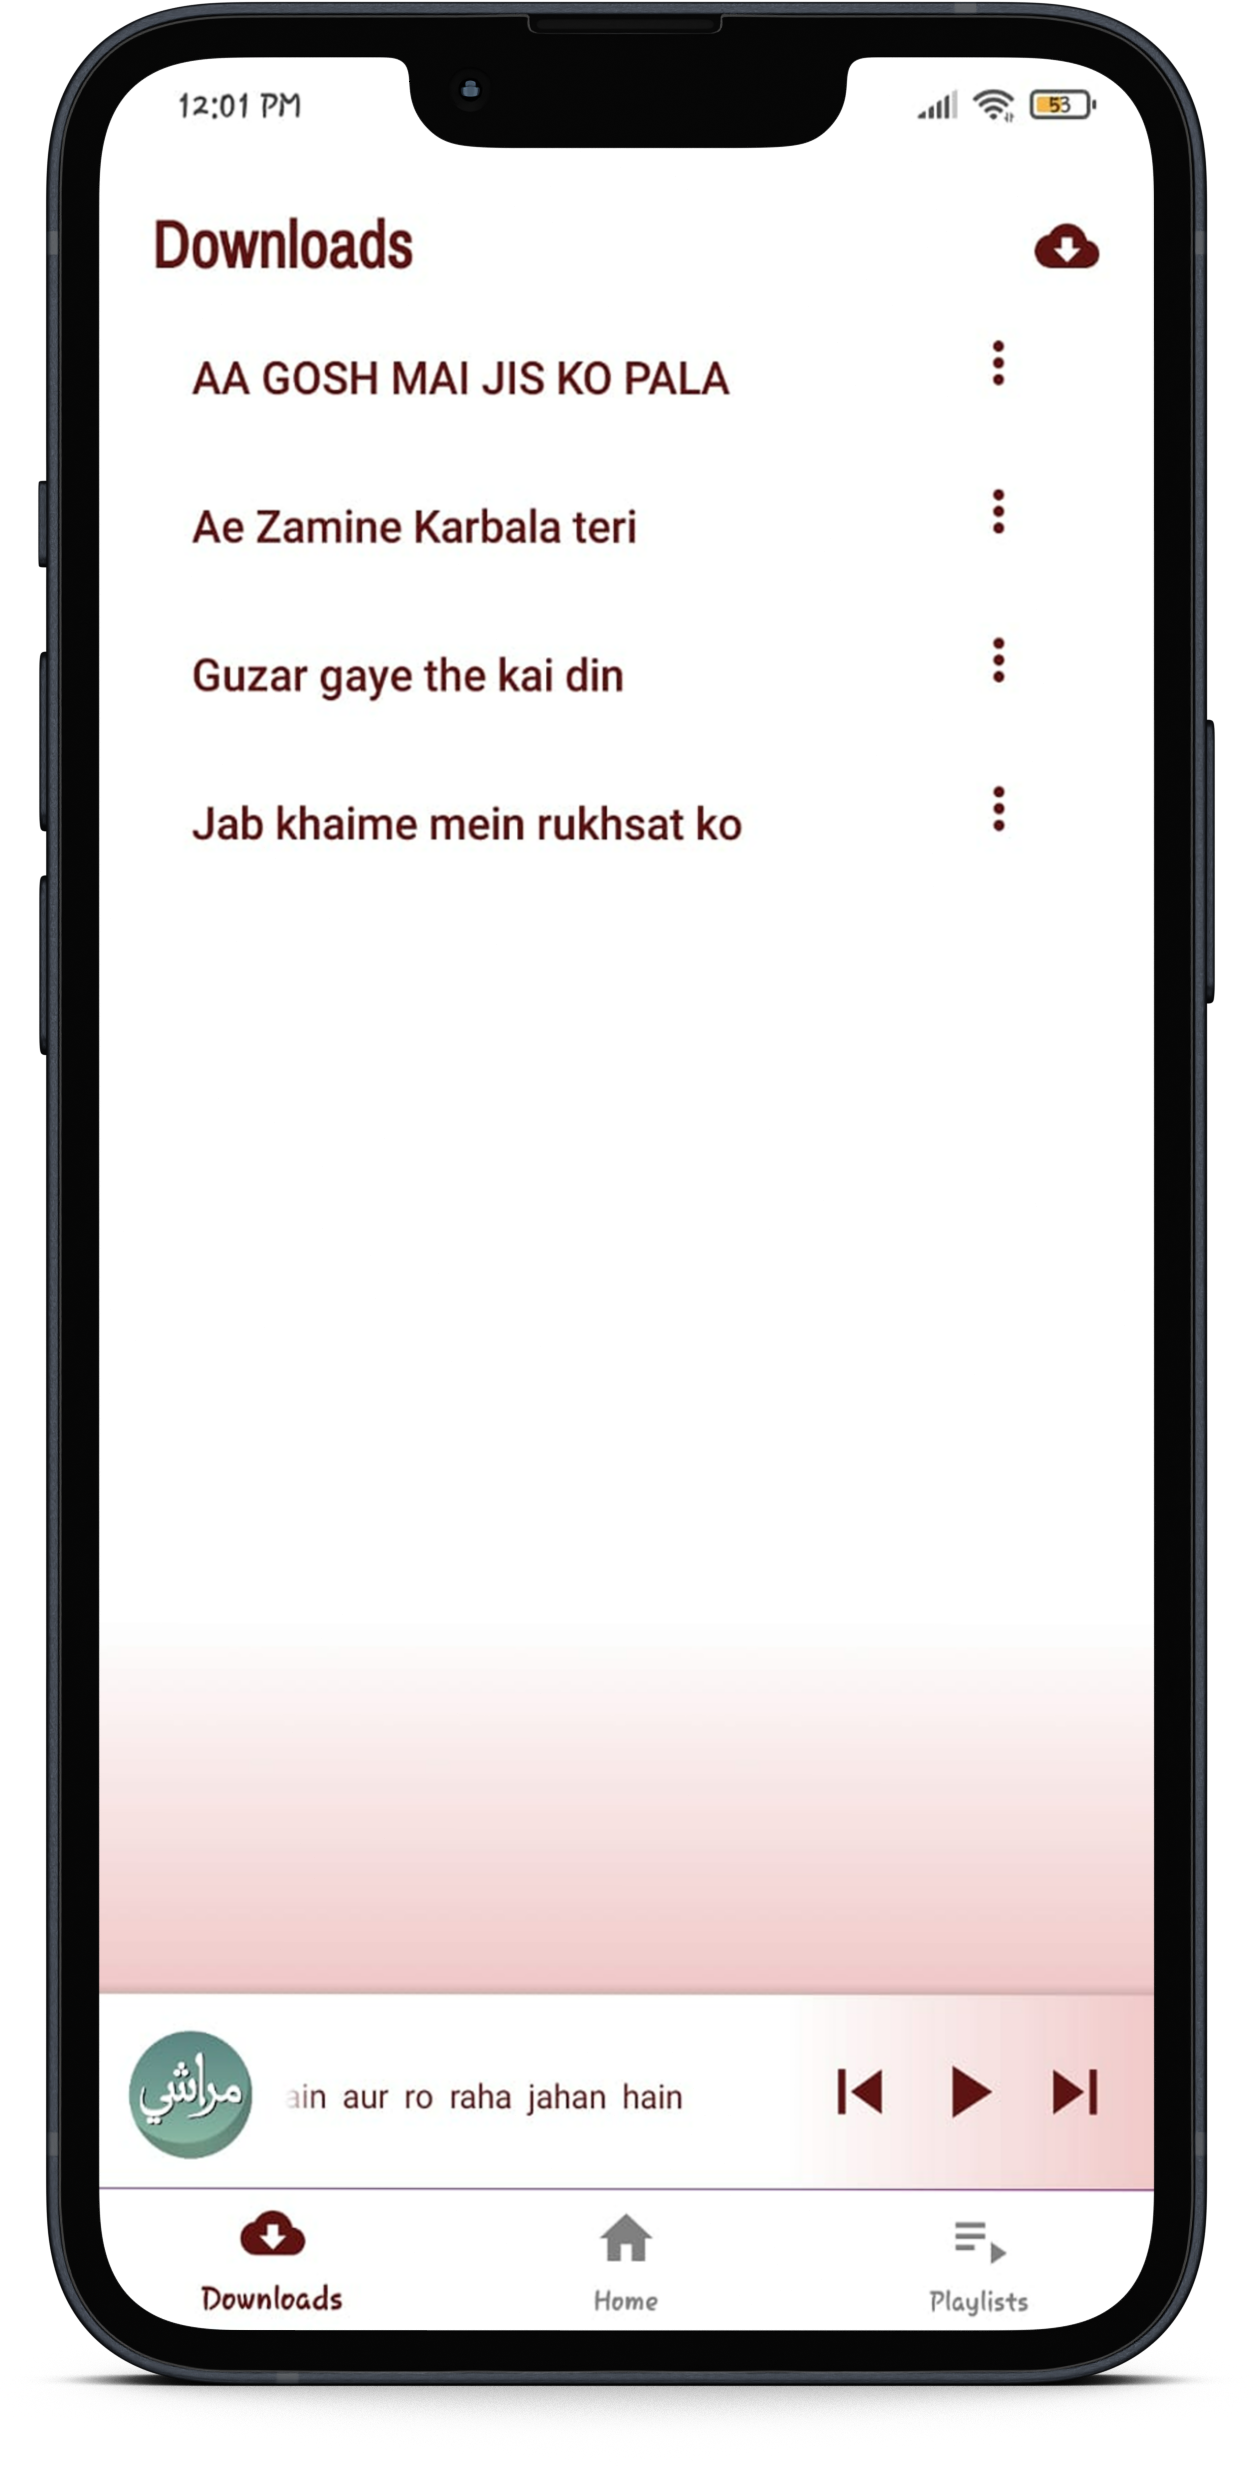 12:01 PM
53
Downloads
AA GOSH MAI JIS KO PALA
Ae Zamine Karbala teri
Guzar gaye the kai din
Jab khaime mein rukhsat ko
مراثي
aur ro raha jahan hain
Downloads
Home
Playlists